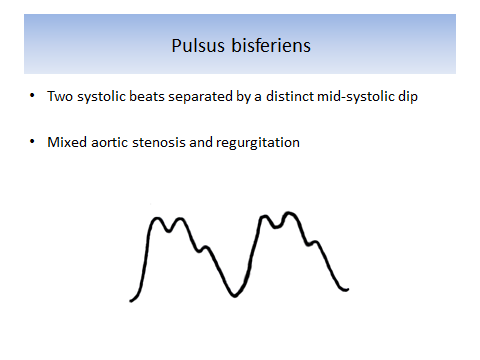 Pulsus bisferiens
• Two systolic beats separated by a distinct mid-systolic dip
• Mixed aortic stenosis and regurgitation